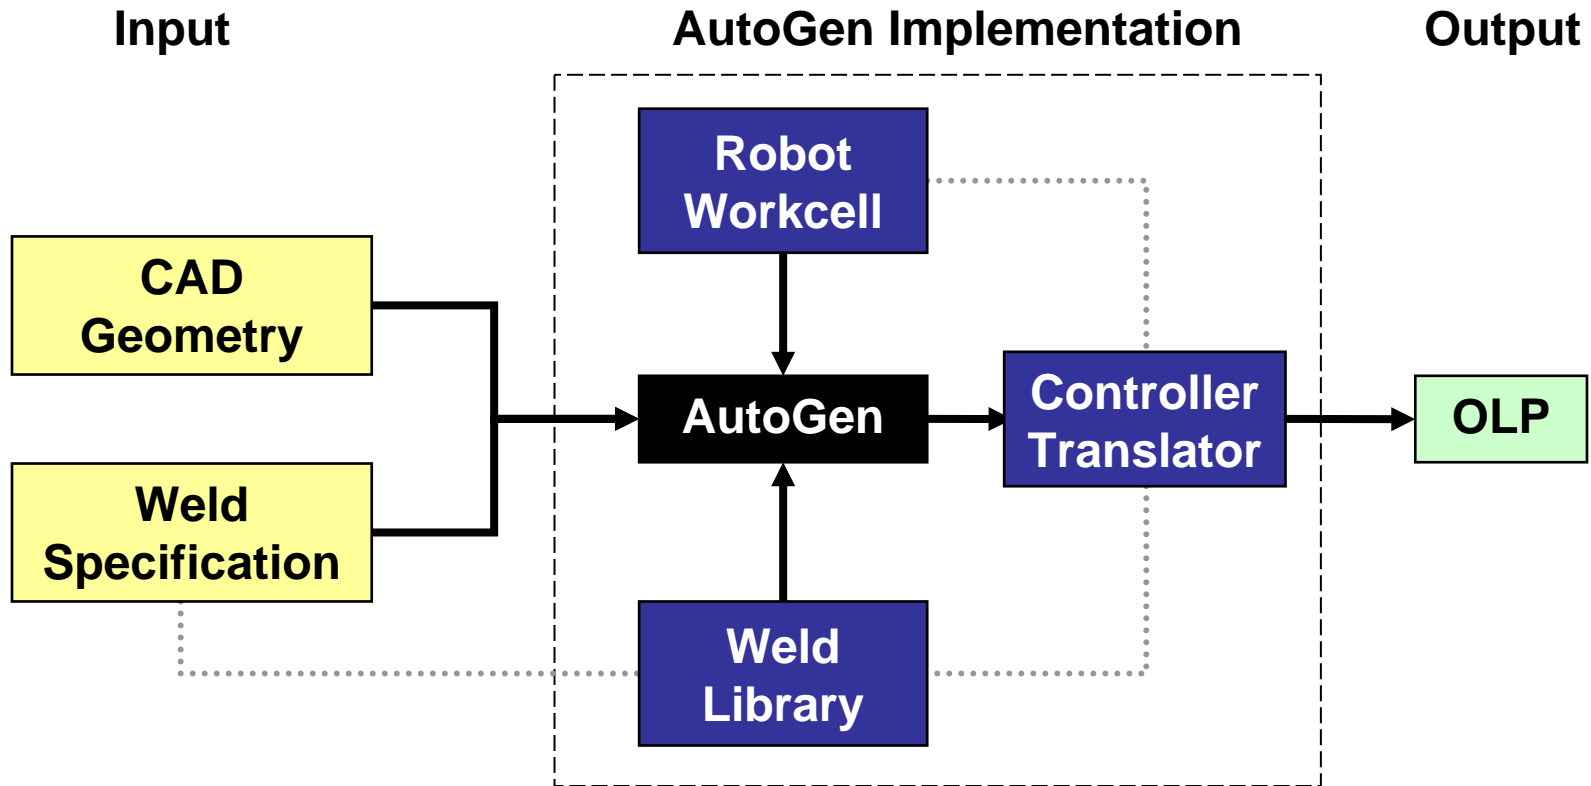 Input
AutoGen Implementation
Output
Robot
Workcell
CAD
Geometry
AutoGen
Controller
Translator
OLP
Weld
Specification
Weld
Library